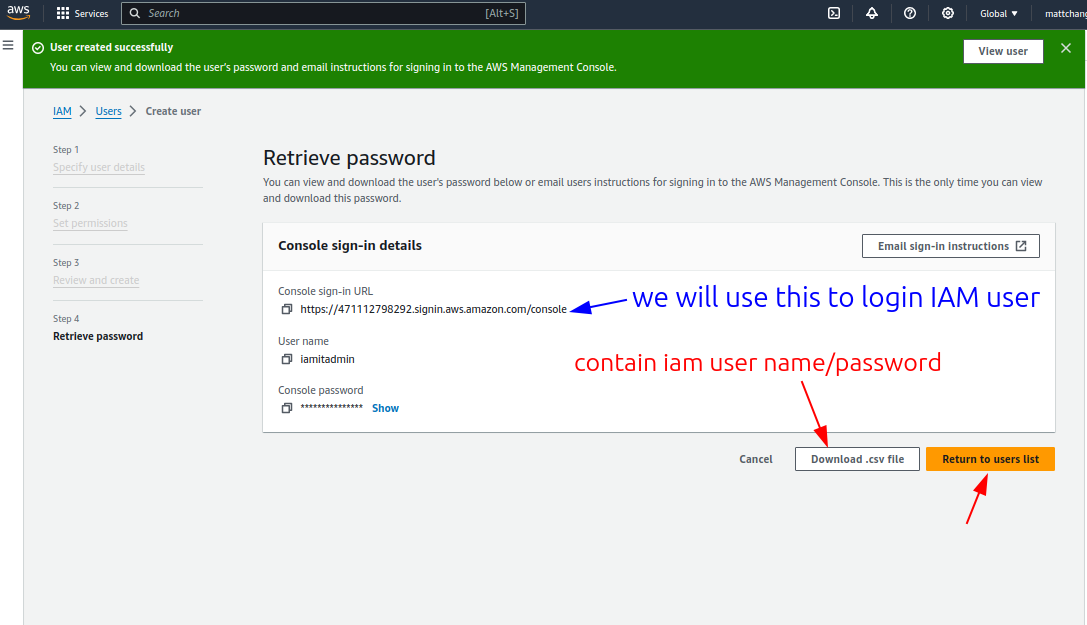 aws Services Search [Alt+S] Global mattchang
User created successfully
You can view and download the user's password and email instructions for signing in to the AWS Management Console.
View user
IAM Users Create user
Step 1
Specify user details
Step 2
Set permissions
Step 3
Review and create
Step 4
Retrieve password
Retrieve password
You can view and download the user's password below or email users instructions for signing in to the AWS Management Console. This is the only time you can view
and download this password.
Console sign-in details
Email sign-in instructions
Console sign-in URL
https://471112798292.signin.aws.amazon.com/console
we will use this to login IAM user
User name
iamitadmin
contain iam user name/password
Console password
*************** Show
Cancel
Download .csv file
Return to users list